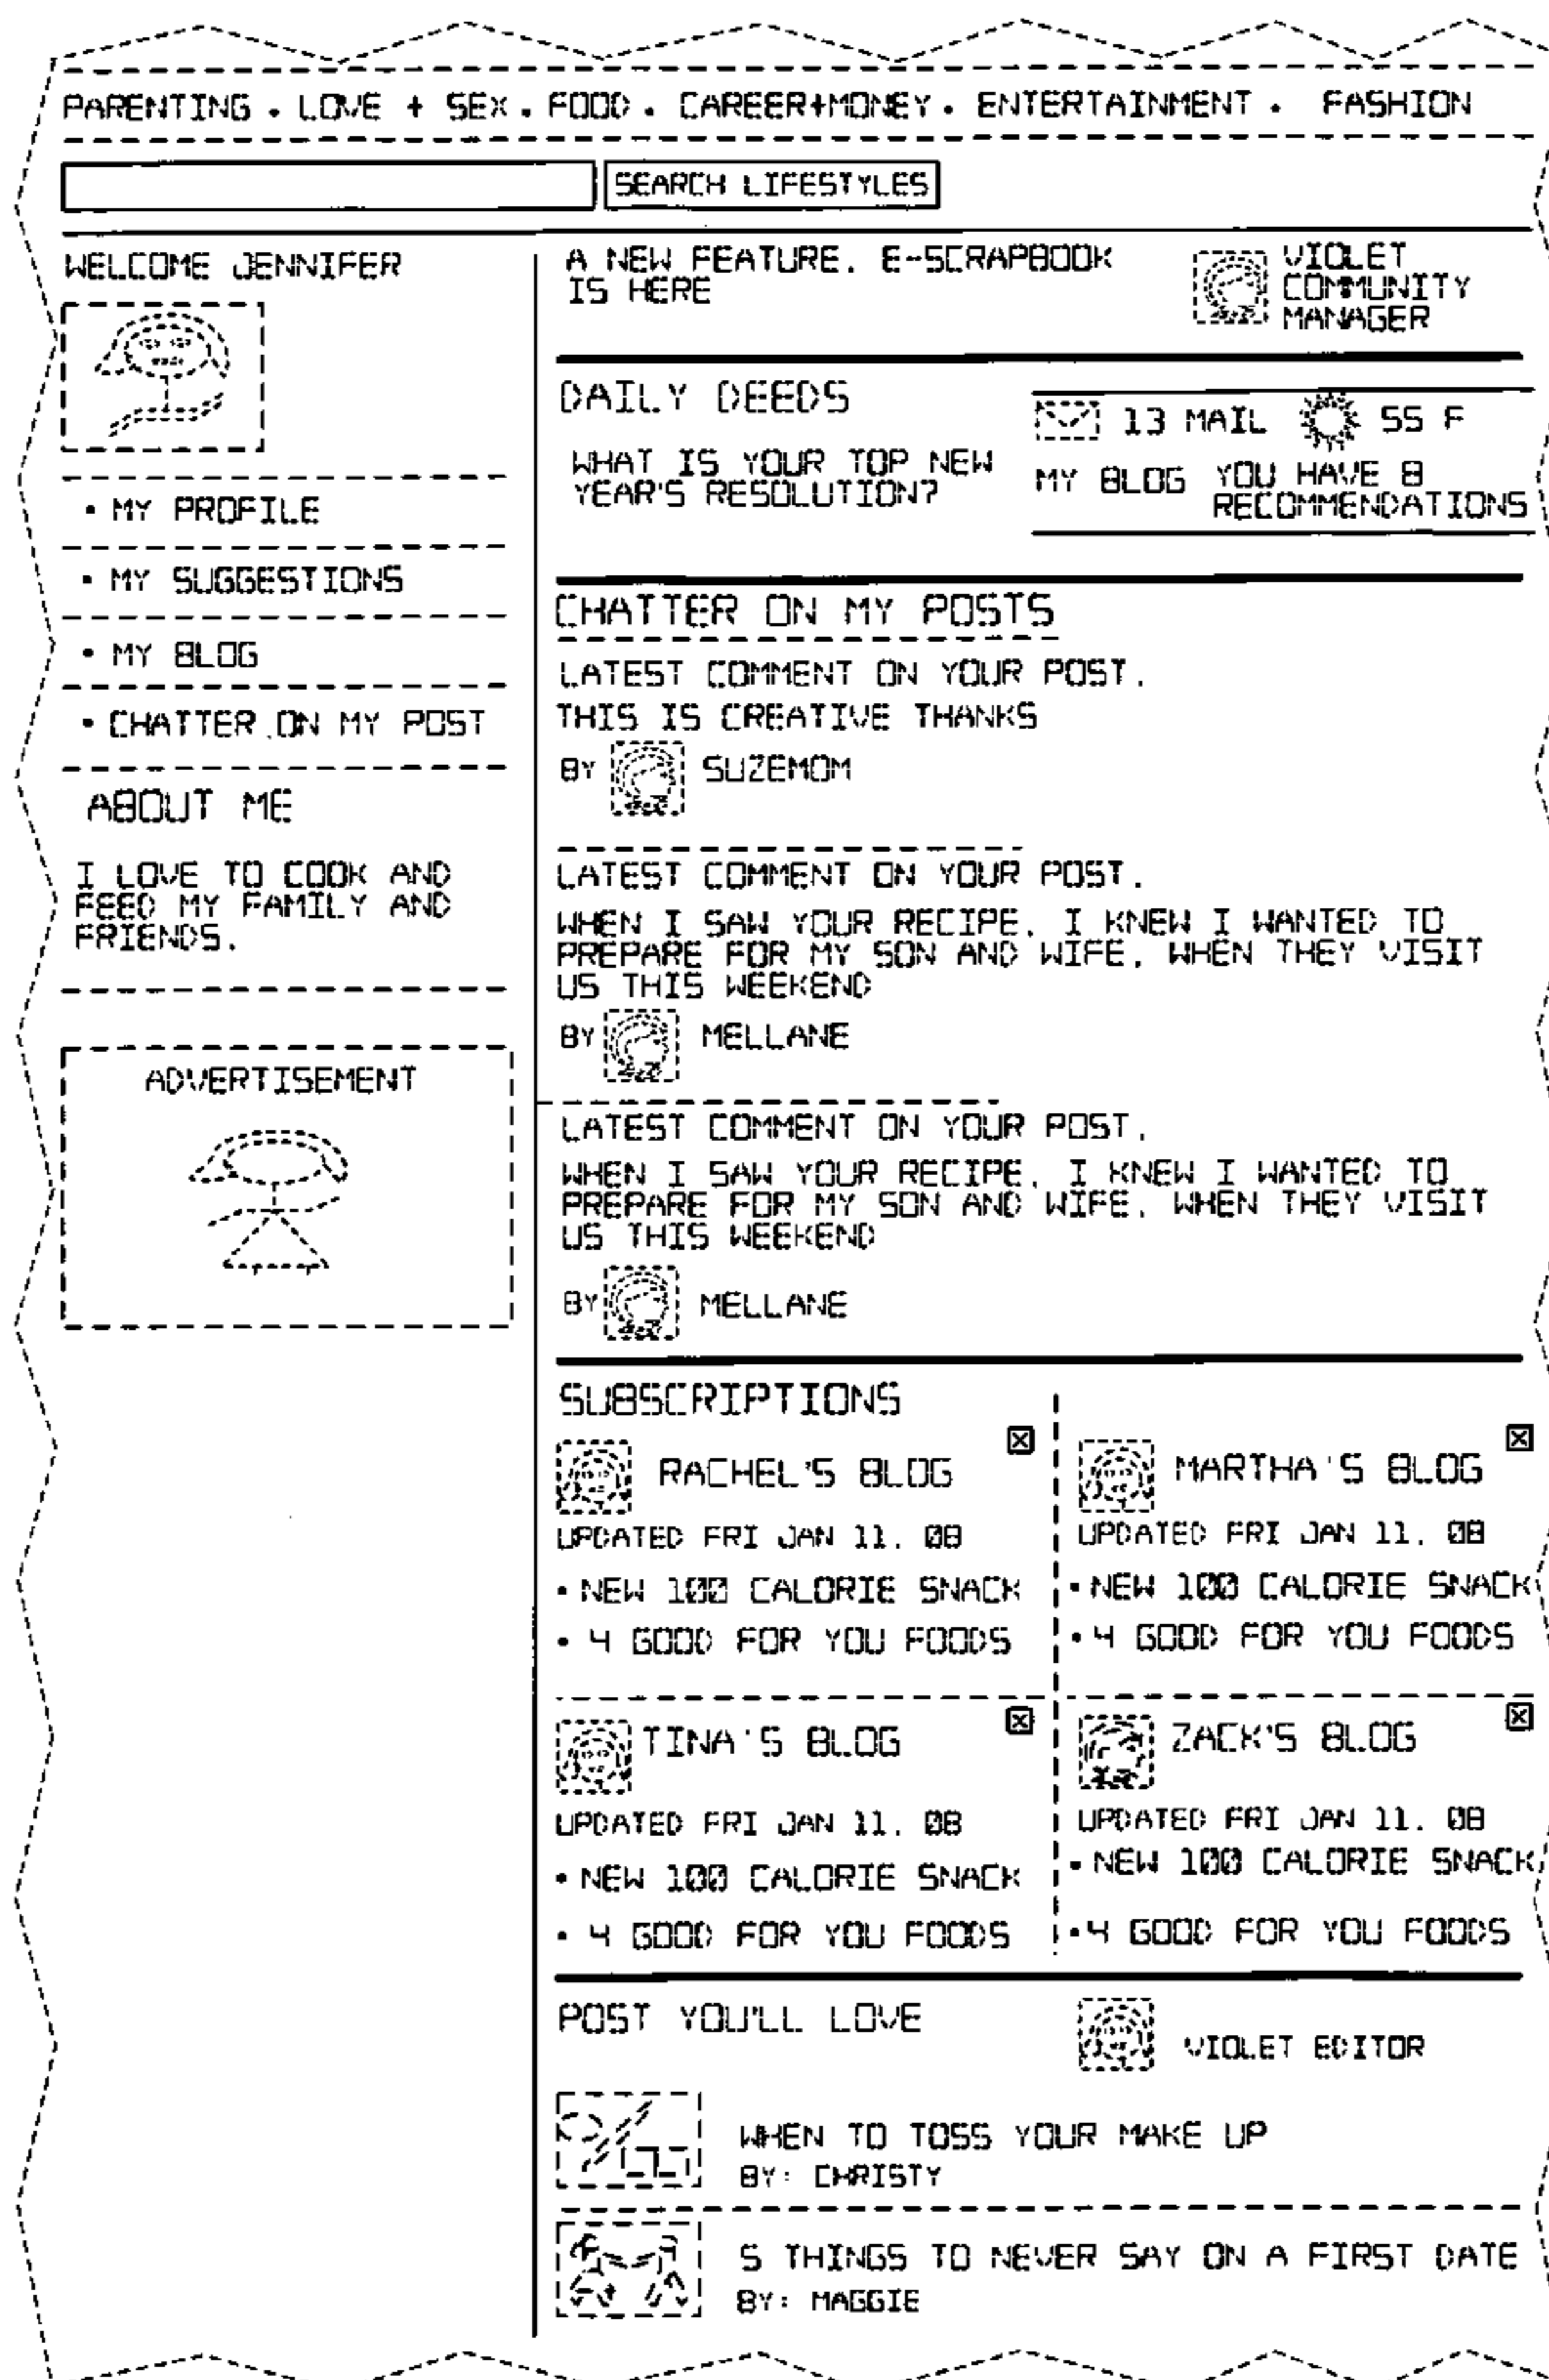 PARENTING • LOVE + SEX • FOOD • CAREER+MONEY • ENTERTAINMENT • FASHION
SEARCH LIFESTYLES
WELCOME JENNIFER
• MY PROFILE
• MY SUGGESTIONS
• MY BLOG
• CHATTER ON MY POST
ABOUT ME
I LOVE TO COOK AND
FEED MY FAMILY AND
FRIENDS.
ADVERTISEMENT
A NEW FEATURE, E-SCRAPBOOK
IS HERE
VIOLET
COMMUNITY
MANAGER
DAILY DEEDS
WHAT IS YOUR TOP NEW
YEAR'S RESOLUTION?
13 MAIL 55 F
MY BLOG YOU HAVE 8
RECOMMENDATIONS
CHATTER ON MY POSTS
LATEST COMMENT ON YOUR POST.
THIS IS CREATIVE THANKS
BY SUZEMOM
LATEST COMMENT ON YOUR POST.
WHEN I SAW YOUR RECIPE, I KNEW I WANTED TO
PREPARE FOR MY SON AND WIFE, WHEN THEY VISIT
US THIS WEEKEND
BY MELLANE
LATEST COMMENT ON YOUR POST.
WHEN I SAW YOUR RECIPE, I KNEW I WANTED TO
PREPARE FOR MY SON AND WIFE, WHEN THEY VISIT
US THIS WEEKEND
BY MELLANE
SUBSCRIPTIONS
RACHEL'S BLOG
UPDATED FRI JAN 11, 08
• NEW 100 CALORIE SNACK
• 4 GOOD FOR YOU FOODS
MARTHA'S BLOG
UPDATED FRI JAN 11, 08
• NEW 100 CALORIE SNACK
• 4 GOOD FOR YOU FOODS
TINA'S BLOG
UPDATED FRI JAN 11, 08
• NEW 100 CALORIE SNACK
• 4 GOOD FOR YOU FOODS
ZACK'S BLOG
UPDATED FRI JAN 11, 08
• NEW 100 CALORIE SNACK
• 4 GOOD FOR YOU FOODS
POST YOU'LL LOVE
VIOLET EDITOR
WHEN TO TOSS YOUR MAKE UP
BY: CHRISTY
5 THINGS TO NEVER SAY ON A FIRST DATE
BY: MAGGIE